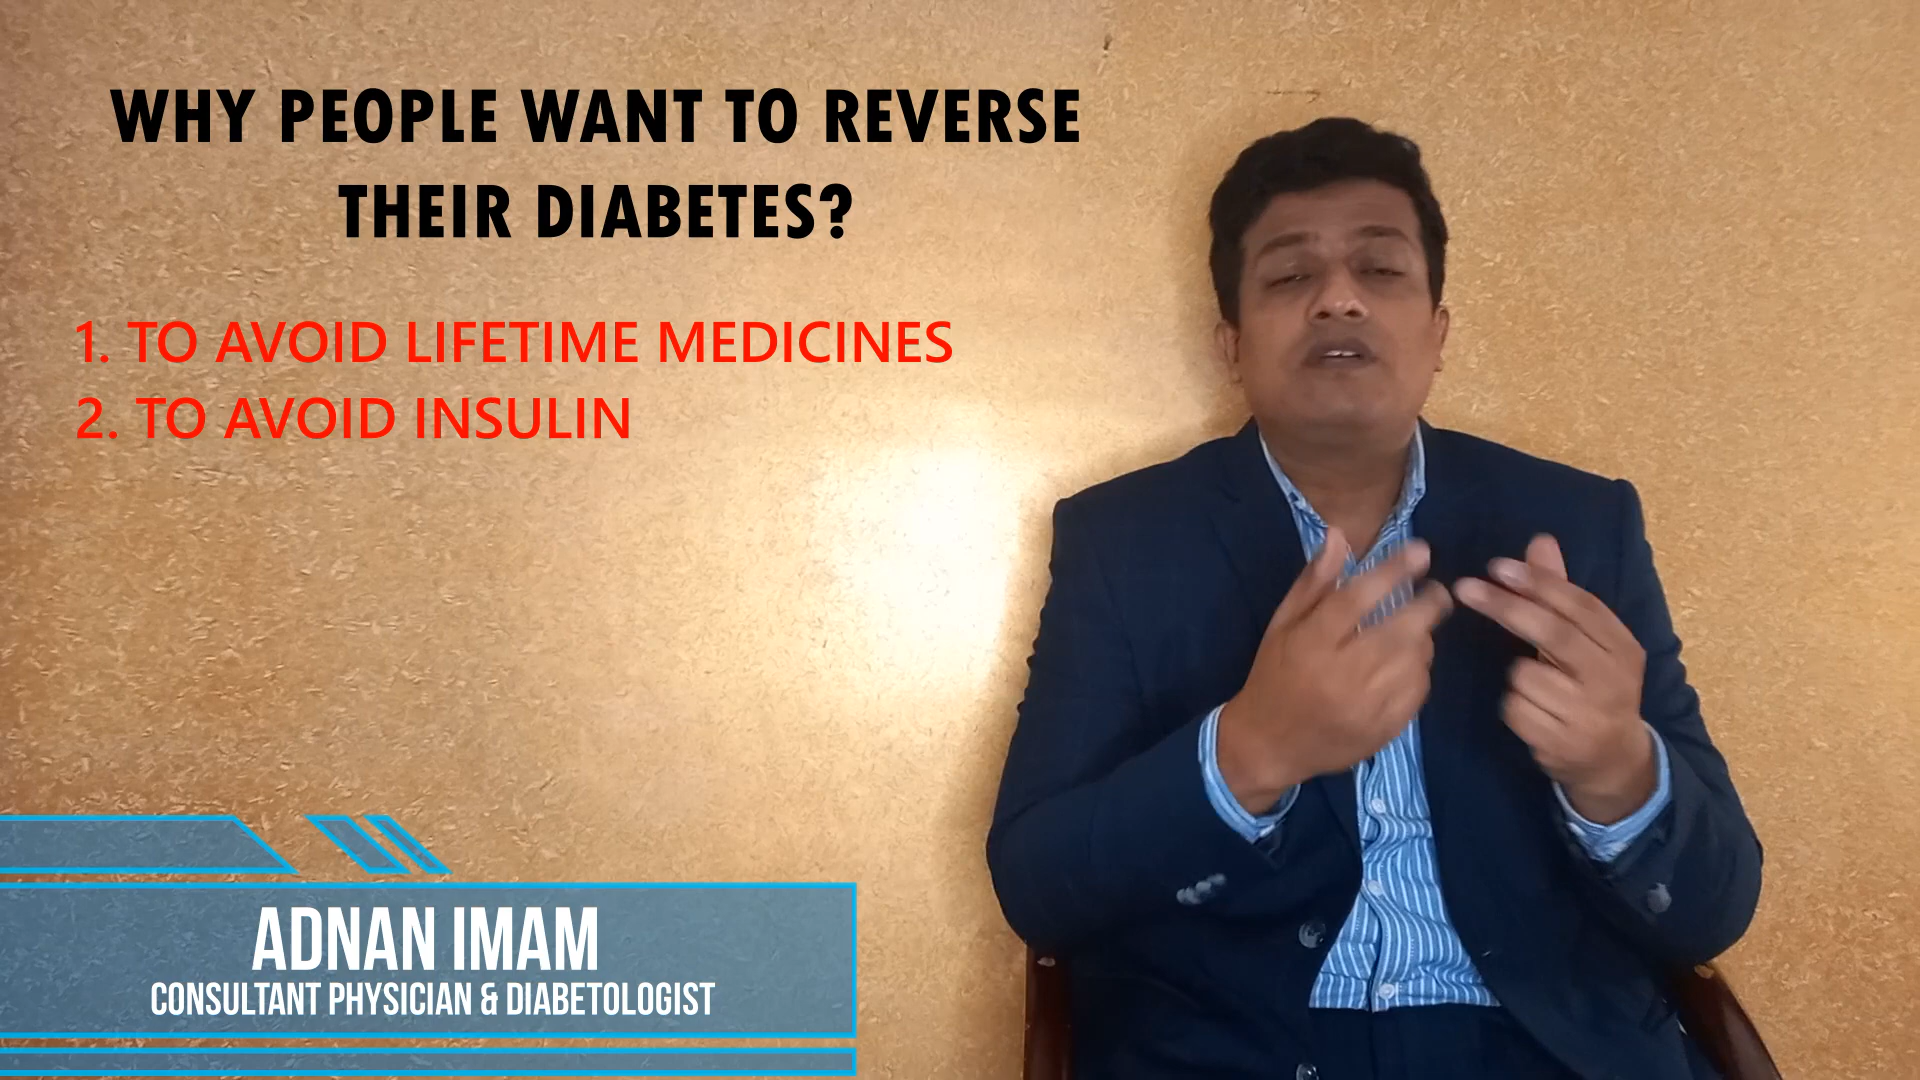 WHY PEOPLE WANT TO REVERSE
THEIR DIABETES?
1. TO AVOID LIFETIME MEDICINES
2. TO AVOID INSULIN
ADNAN IMAM
CONSULTANT PHYSICIAN & DIABETOLOGIST